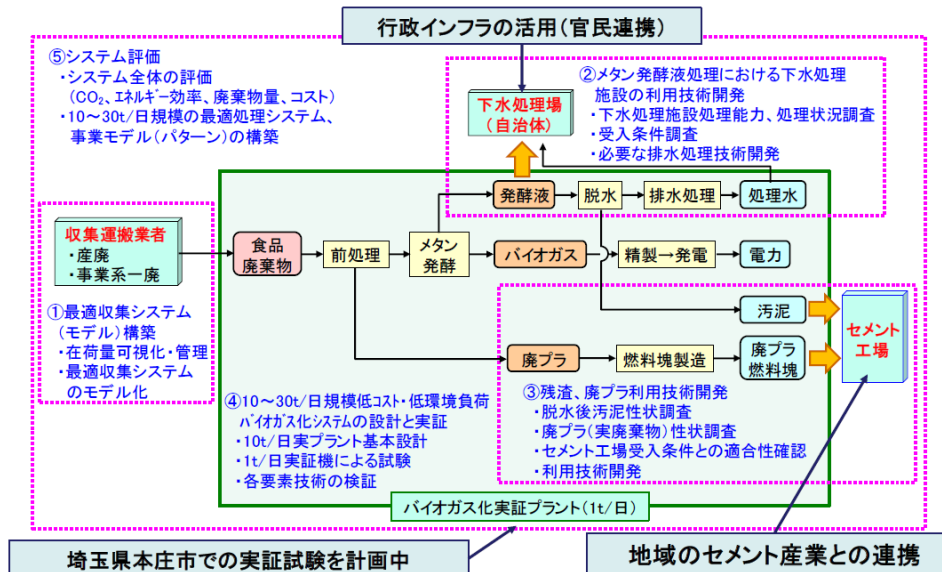 行政インフラの活用(官民連携)
⑤システム評価
・システム全体の評価
(CO₂、エネルギー効率、廃棄物量、コスト)
・10～30t/日規模の最適処理システム、
事業モデル(パターン)の構築
下水処理場
(自治体)
②メタン発酵液処理における下水処理
施設の利用技術開発
・下水処理施設処理能力、処理状況調査
・受入条件調査
・必要な排水処理技術開発
発酵液
脱水
排水処理
処理水
収集運搬業者
・産廃
・事業系一廃
食品
廃棄物
前処理
メタン
発酵
バイオガス
精製→発電
電力
汚泥
セメント
工場
①最適収集システム
(モデル)構築
・在荷量可視化・管理
・最適収集システム
のモデル化
廃プラ
燃料塊製造
廃プラ
燃料塊
④10～30t/日規模低コスト・低環境負荷
バイオガス化システムの設計と実証
・10t/日実プラント基本設計
・1t/日実証機による試験
・各要素技術の検証
③残渣、廃プラ利用技術開発
・脱水後汚泥性状調査
・廃プラ(実廃棄物)性状調査
・セメント工場受入条件との適合性確認
・利用技術開発
バイオガス化実証プラント(1t/日)
埼玉県本庄市での実証試験を計画中
地域のセメント産業との連携